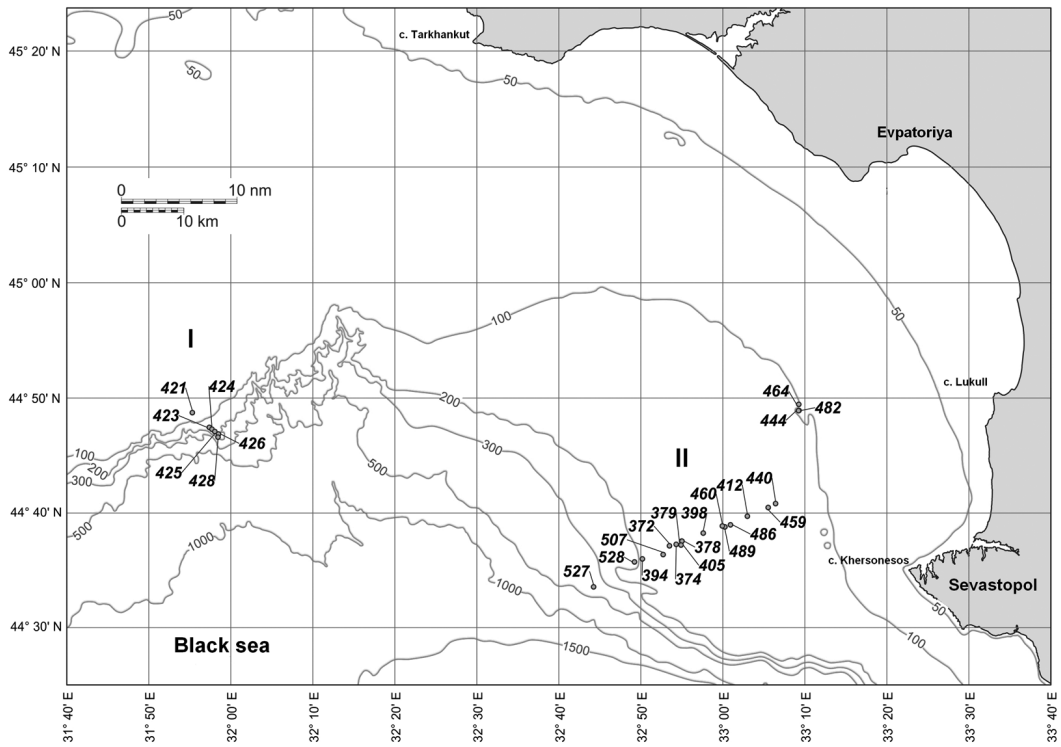 50
c. Tarkhankut
45° 20' N
50
50
Evpatoriya
45° 10' N
0 10 nm
0 10 km
45° 00' N
50
100
I
c. Lukull
421 424
464
44° 50' N
200
482
423
444
426
300
II
100
200
425
500
440
300
428
460 412
44° 40' N
379 398
459
372
500
486
1000
507
378
489
528
c. Khersonesos
405
527
394 374
1000
Sevastopol
50
44° 30' N
Black sea
1500
100
31° 40' E
31° 50' E
32° 00' E
32° 10' E
32° 20' E
32° 30' E
32° 40' E
32° 50' E
33° 00' E
33° 10' E
33° 20' E
33° 30' E
33° 40' E